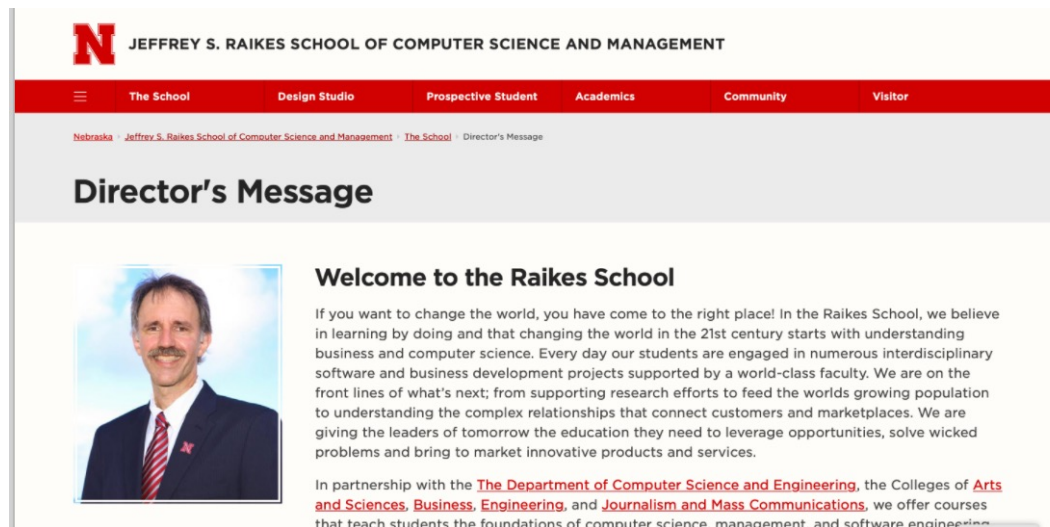 N JEFFREY S. RAIKES SCHOOL OF COMPUTER SCIENCE AND MANAGEMENT
The School Design Studio Prospective Student Academics Community Visitor
Nebraska › Jeffrey S. Raikes School of Computer Science and Management › The School › Director's Message
Director's Message
Welcome to the Raikes School
If you want to change the world, you have come to the right place! In the Raikes School, we believe
in learning by doing and that changing the world in the 21st century starts with understanding
business and computer science. Every day our students are engaged in numerous interdisciplinary
software and business development projects supported by a world-class faculty. We are on the
front lines of what's next; from supporting research efforts to feed the worlds growing population
to understanding the complex relationships that connect customers and marketplaces. We are
giving the leaders of tomorrow the education they need to leverage opportunities, solve wicked
problems and bring to market innovative products and services.
In partnership with the The Department of Computer Science and Engineering, the Colleges of Arts
and Sciences, Business, Engineering, and Journalism and Mass Communications, we offer courses
that teach students the foundations of computer science, management, and software engineering
N